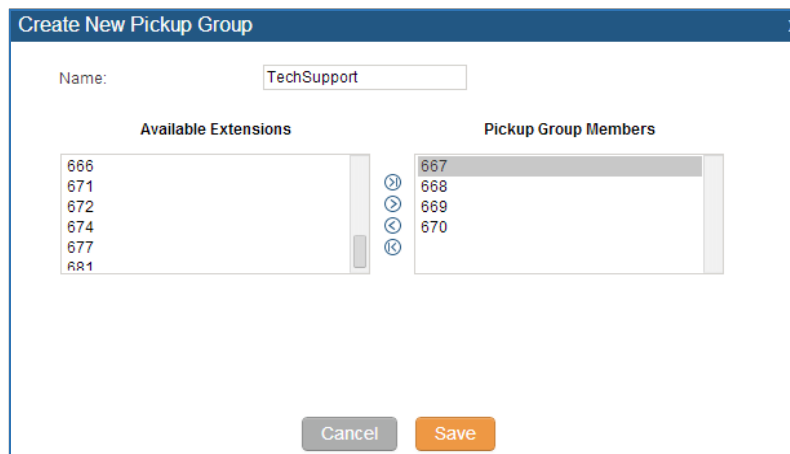 Create New Pickup Group
Name:
TechSupport
Available Extensions
Pickup Group Members
666
671
672
674
677
681
667
668
669
670
Cancel
Save